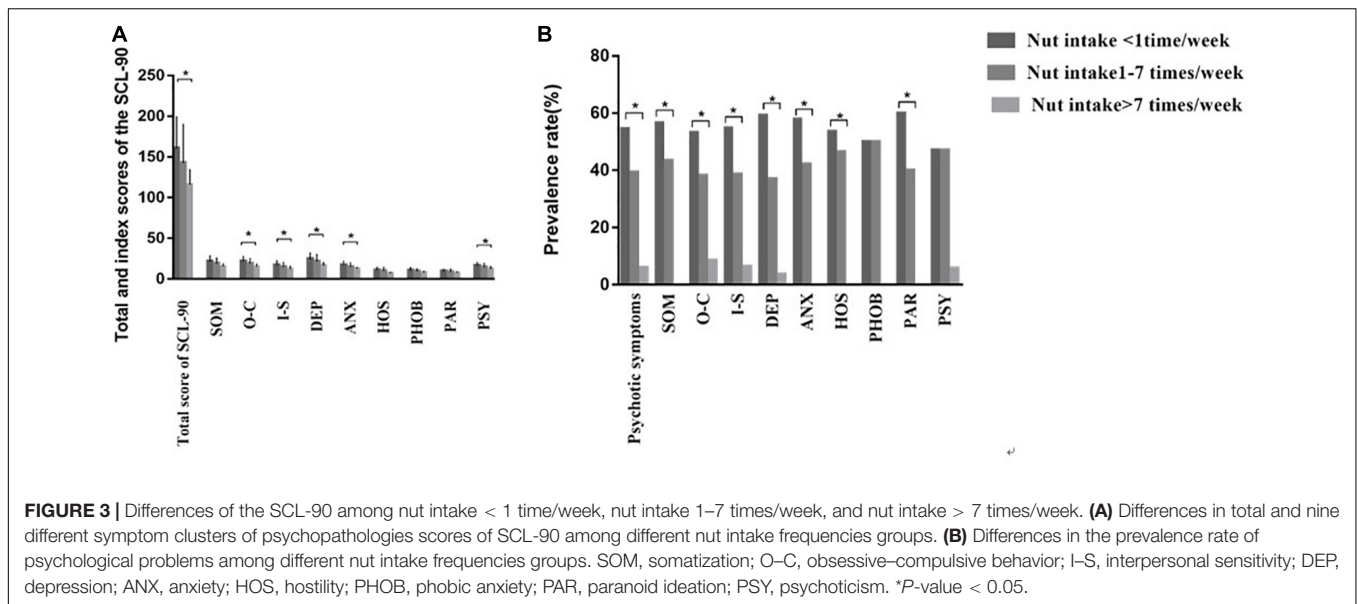 A
Total and index scores of the SCL-90
250
200
150
100
50
0
*
*
*
*
*
*
Total score of SCL-90
SOM
O-C
I-S
DEP
ANX
HOS
PHOB
PAR
PSY
B
Prevalence rate(%)
80
60
40
20
0
*
*
*
*
*
*
*
*
Psychotic symptoms
SOM
O-C
I-S
DEP
ANX
HOS
PHOB
PAR
PSY
Nut intake <1time/week
Nut intake1-7 times/week
Nut intake>7 times/week
↵
FIGURE 3 | Differences of the SCL-90 among nut intake < 1 time/week, nut intake 1–7 times/week, and nut intake > 7 times/week. (A) Differences in total and nine
different symptom clusters of psychopathologies scores of SCL-90 among different nut intake frequencies groups. (B) Differences in the prevalence rate of
psychological problems among different nut intake frequencies groups. SOM, somatization; O–C, obsessive–compulsive behavior; I–S, interpersonal sensitivity; DEP,
depression; ANX, anxiety; HOS, hostility; PHOB, phobic anxiety; PAR, paranoid ideation; PSY, psychoticism. *P-value < 0.05.